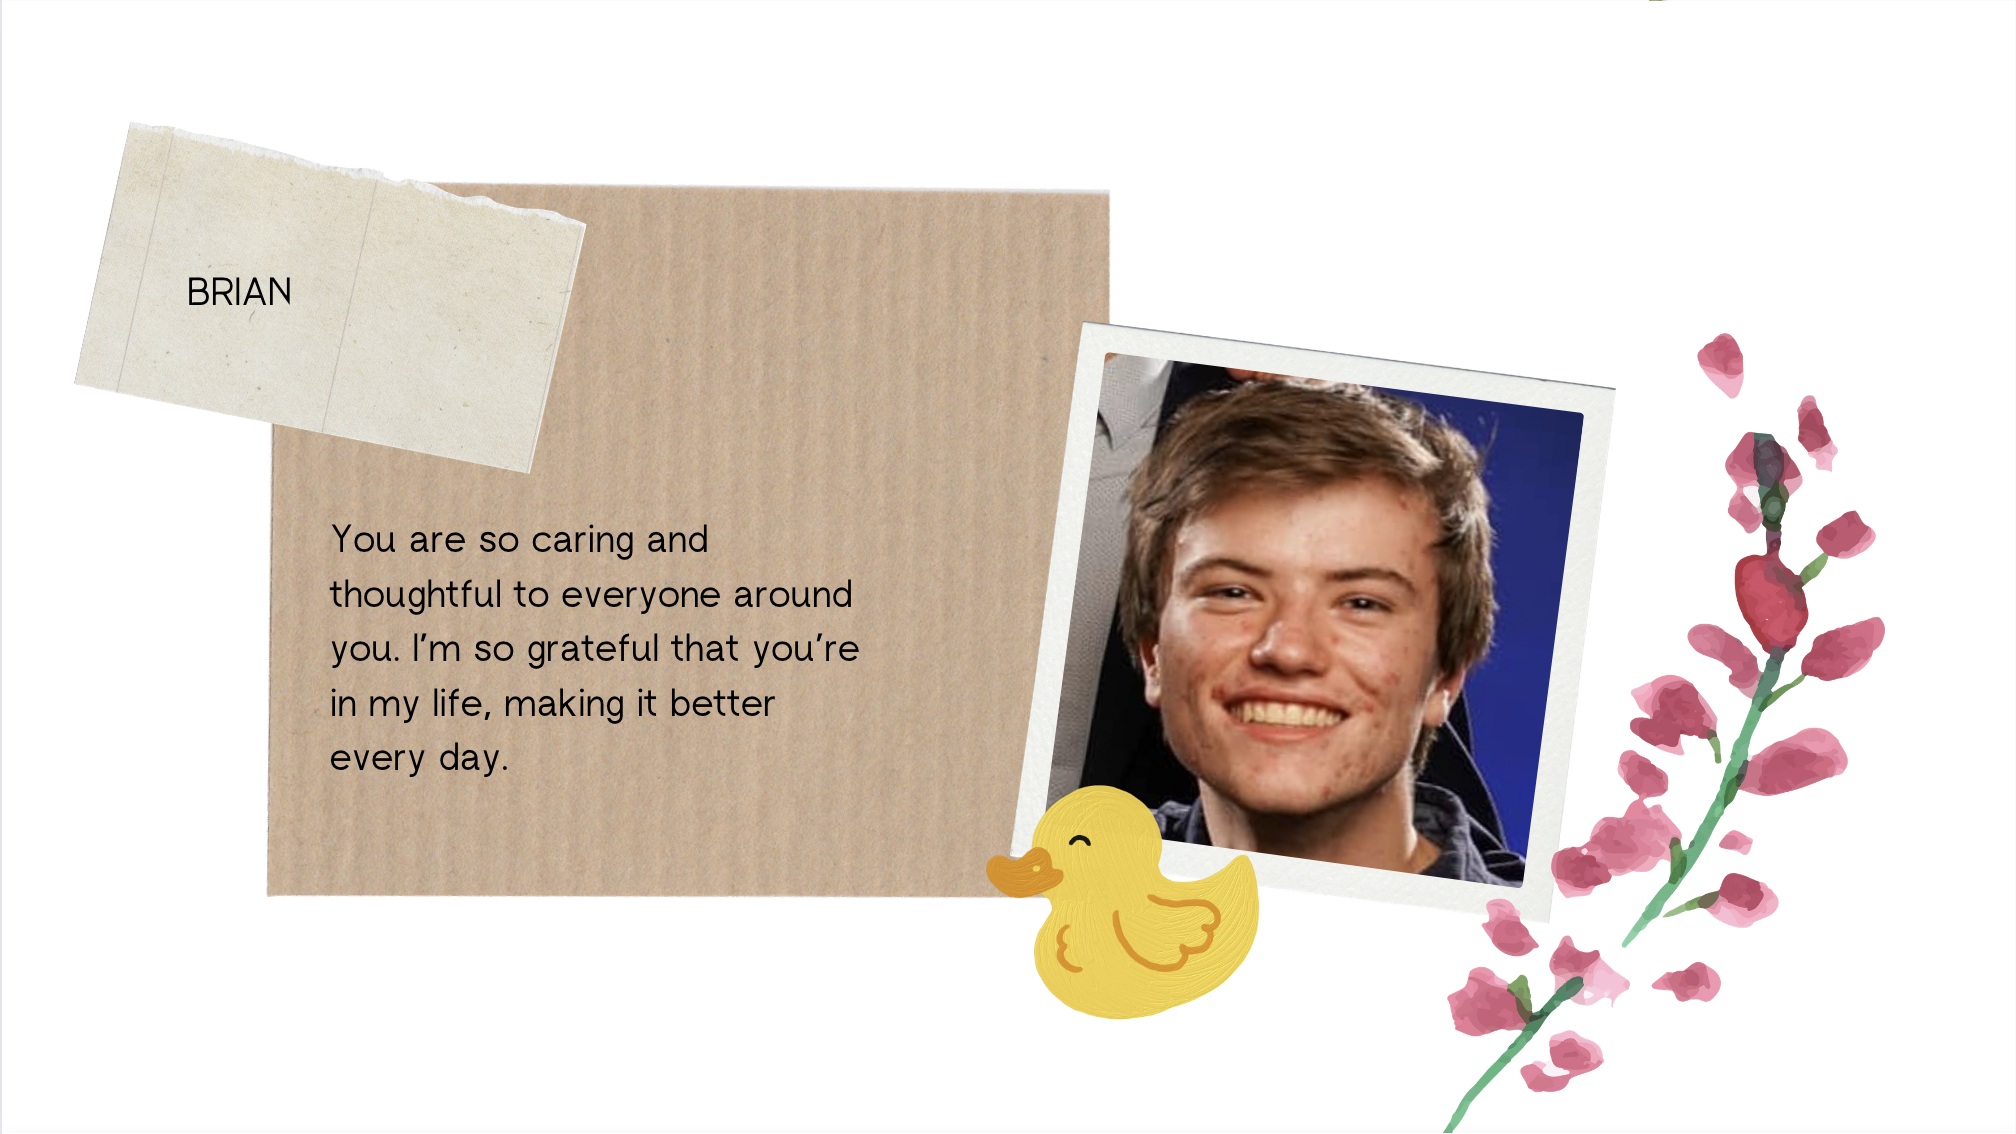 BRIAN
You are so caring and
thoughtful to everyone around
you. I’m so grateful that you’re
in my life, making it better
every day.